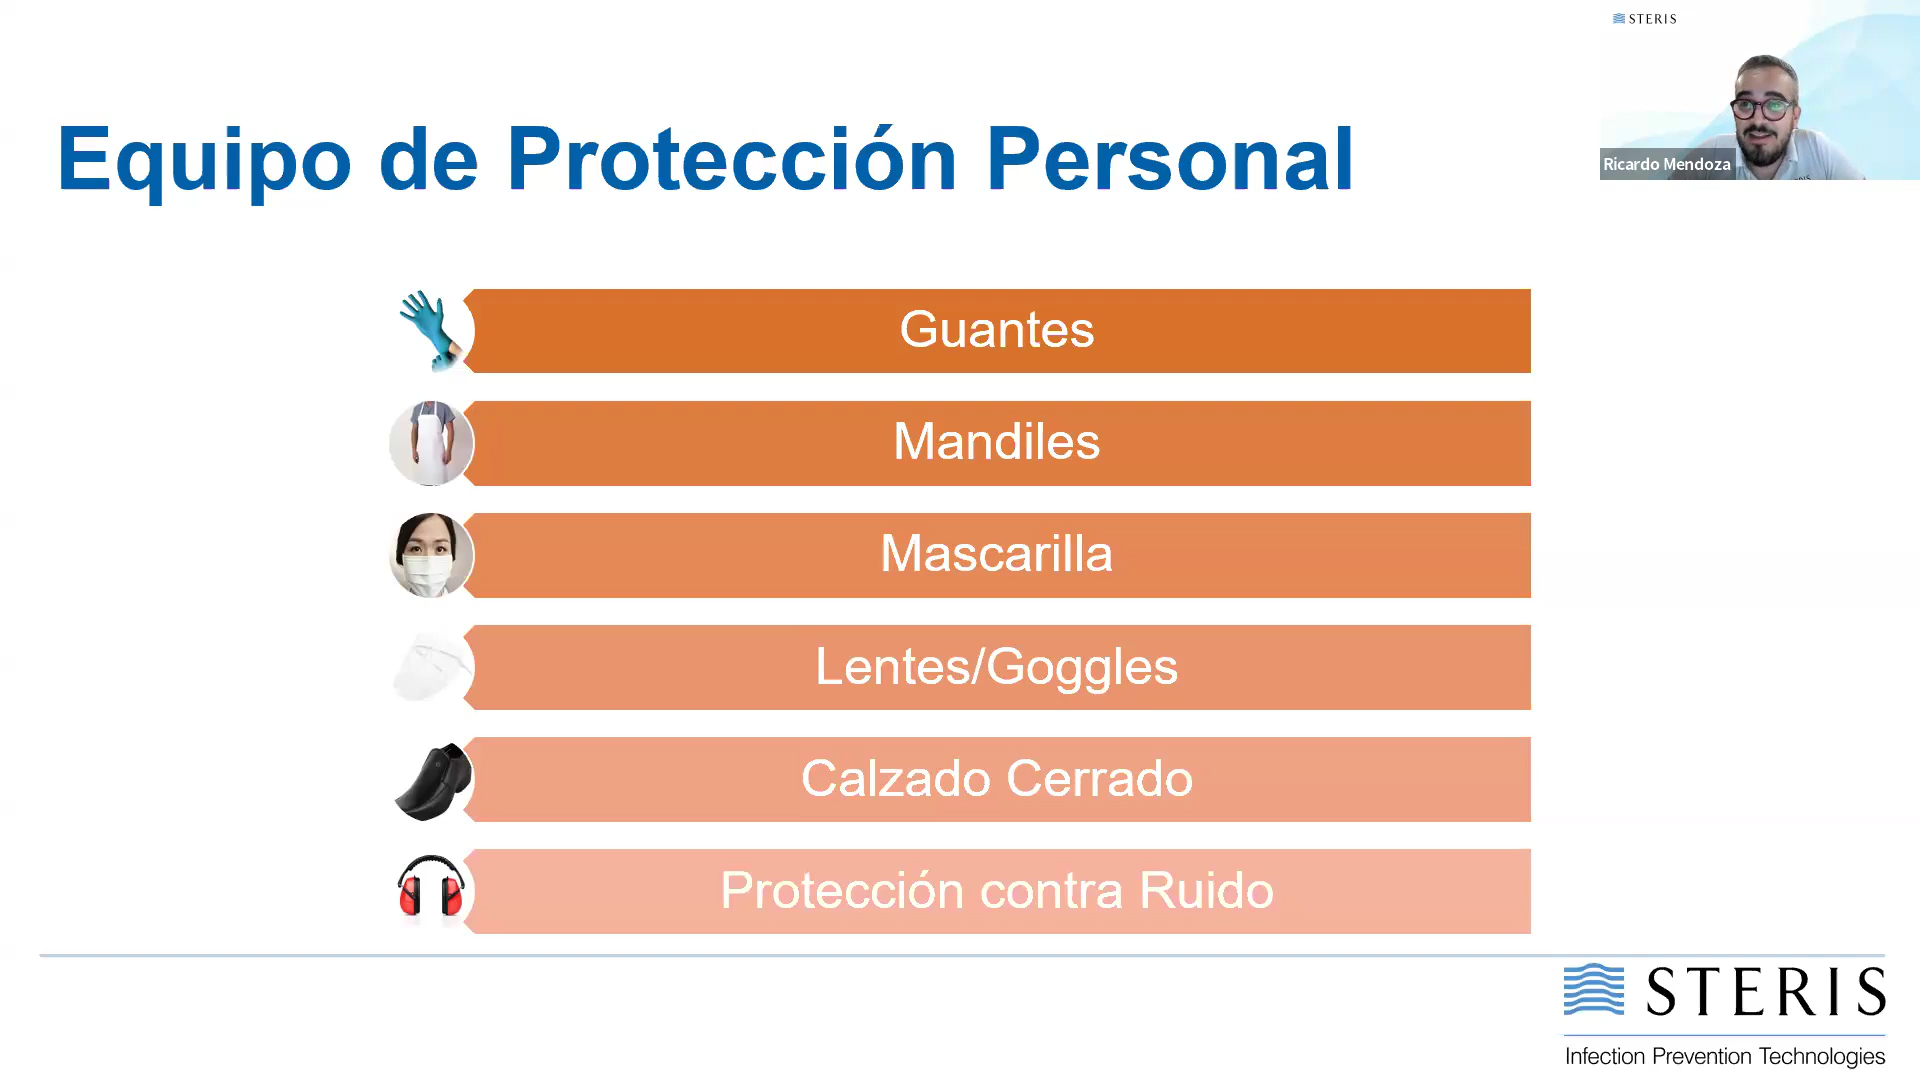 STERIS
Ricardo Mendoza
Equipo de Protección Personal
Guantes
Mandiles
Mascarilla
Lentes/Goggles
Calzado Cerrado
Protección contra Ruido
STERIS
Infection Prevention Technologies